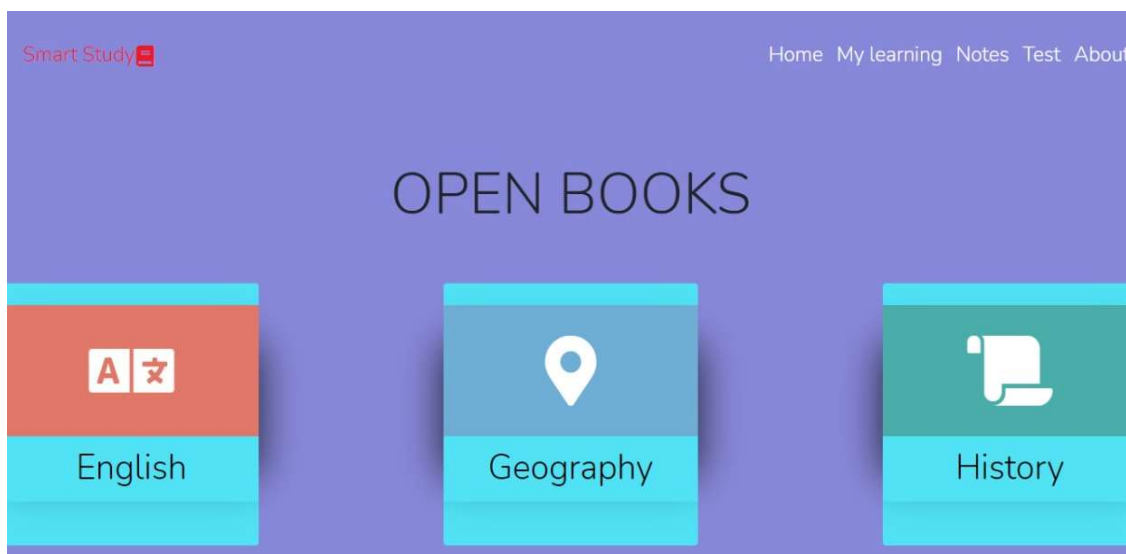 Smart Study
Home My learning Notes Test About
OPEN BOOKS
A 文
English Geography History